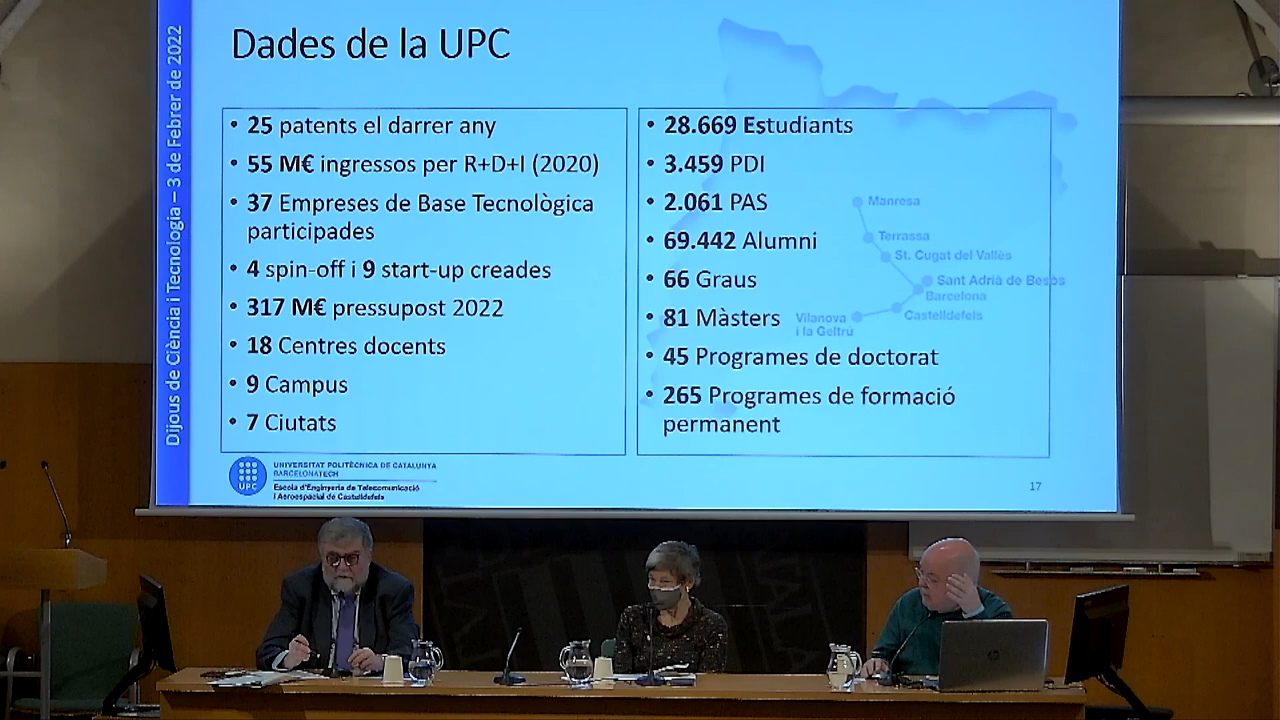 Dijous de Ciència i Tecnologia – 3 de Febrer de 2022
Dades de la UPC
• 25 patents el darrer any
• 55 M€ ingressos per R+D+I (2020)
• 37 Empreses de Base Tecnològica
participades
• 4 spin-off i 9 start-up creades
• 317 M€ pressupost 2022
• 18 Centres docents
• 9 Campus
• 7 Ciutats
• 28.669 Estudiants
• 3.459 PDI
• 2.061 PAS
• 69.442 Alumni
• 66 Graus
• 81 Màsters
• 45 Programes de doctorat
• 265 Programes de formació
permanent
Manresa
Terrassa
St. Cugat del Vallès
Sant Adrià de Besòs
Barcelona
Castelldefels
Vilanova
i la Geltrú
UPC
UNIVERSITAT POLITÈCNICA DE CATALUNYA
BARCELONATECH
Escola d'Enginyeria de Telecomunicació
i Aeroespacial de Castelldefels
17
hp